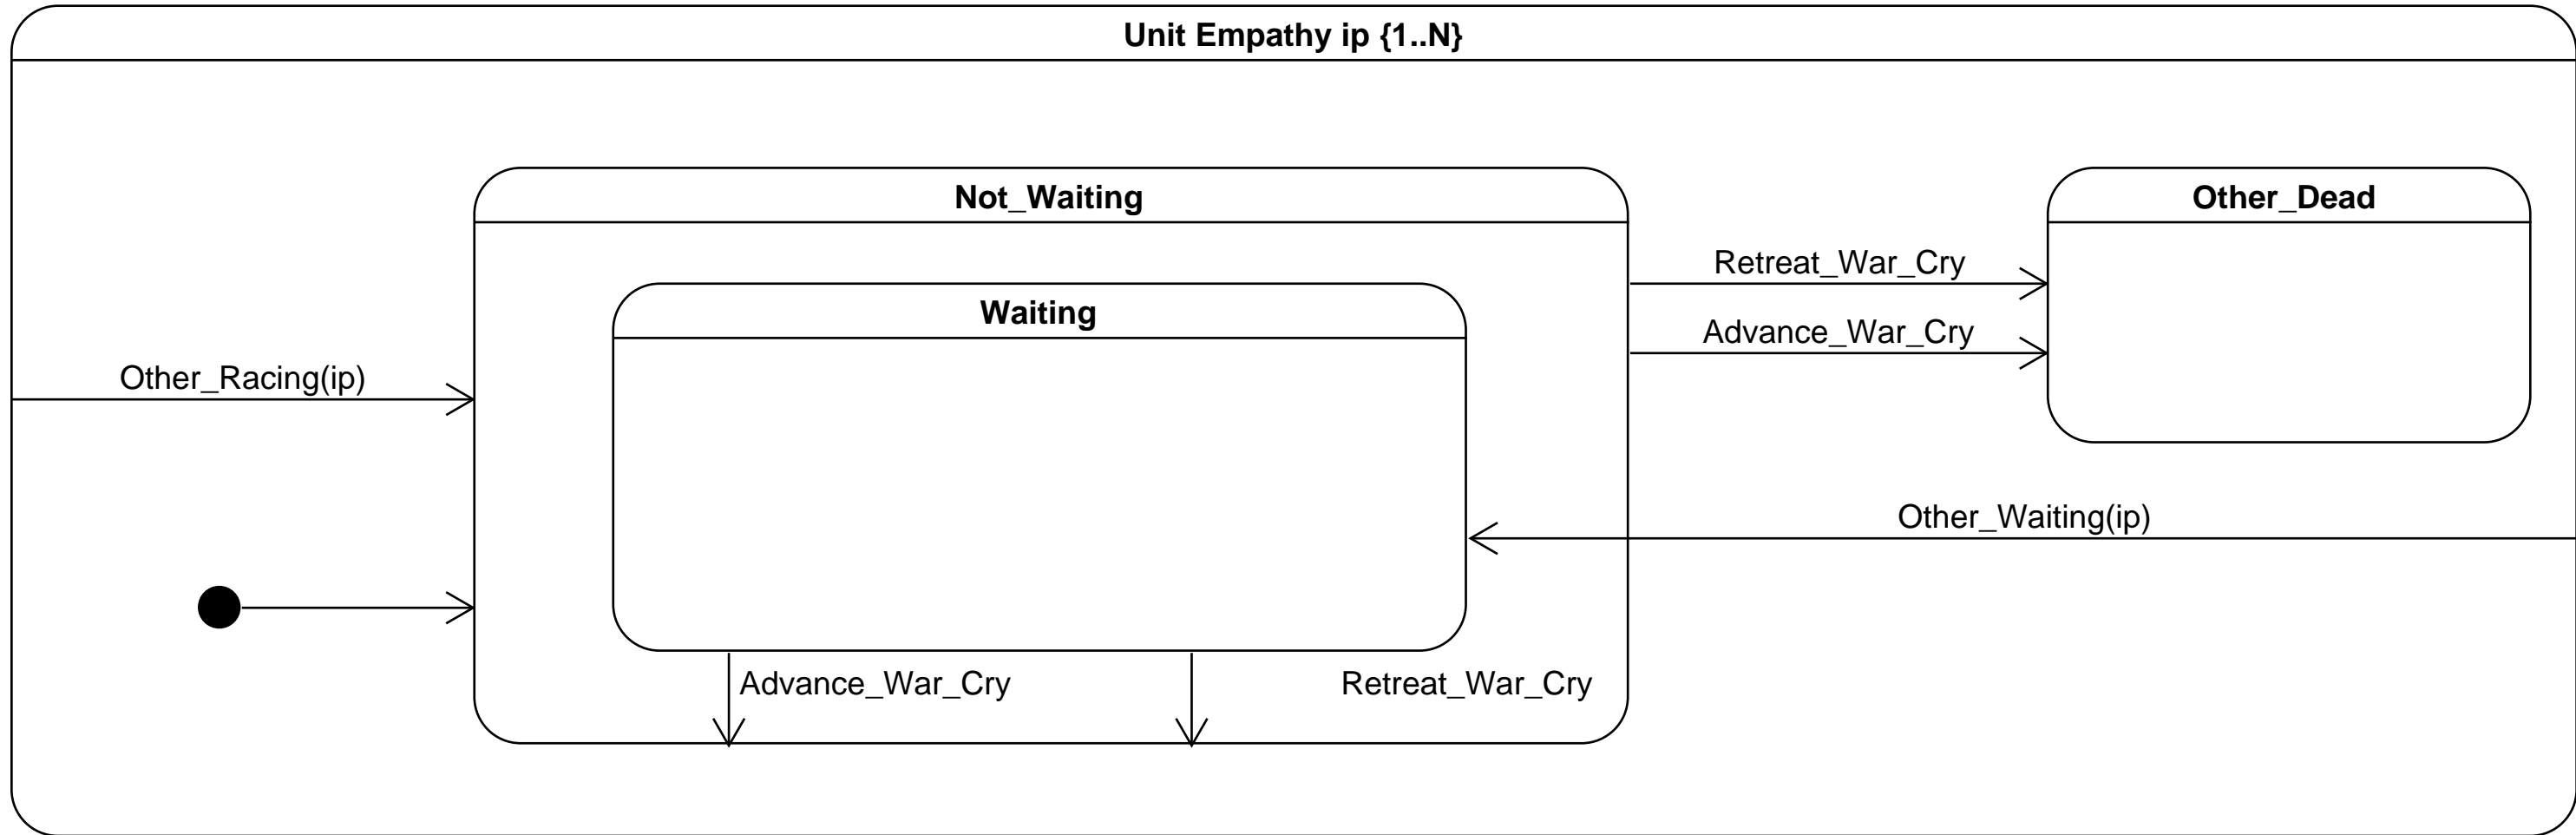 Unit Empathy ip {1..N}
Not_Waiting
Other_Dead
Retreat_War_Cry
Waiting
Advance_War_Cry
Other_Racing(ip)
Other_Waiting(ip)
Advance_War_Cry
Retreat_War_Cry